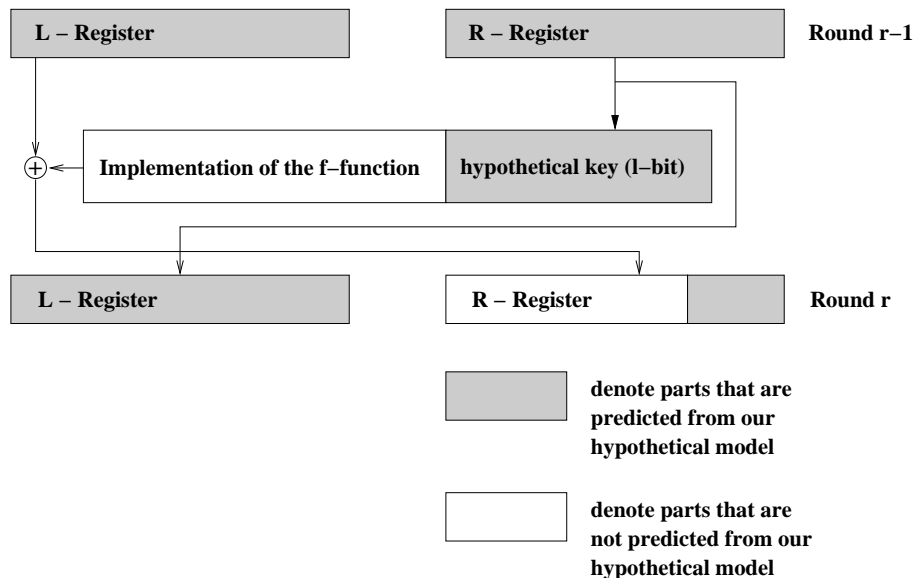 L – Register
R – Register
Round r–1
+
Implementation of the f–function
hypothetical key (l–bit)
L – Register
R – Register
Round r
denote parts that are
predicted from our
hypothetical model
denote parts that are
not predicted from our
hypothetical model